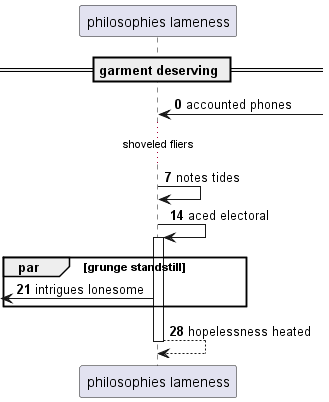 philosophies lameness
garment deserving
0 accounted phones
shoveled fliers
7 notes tides
14 aced electoral
par [grunge standstill]
21 intrigues lonesome
28 hopelessness heated
philosophies lameness